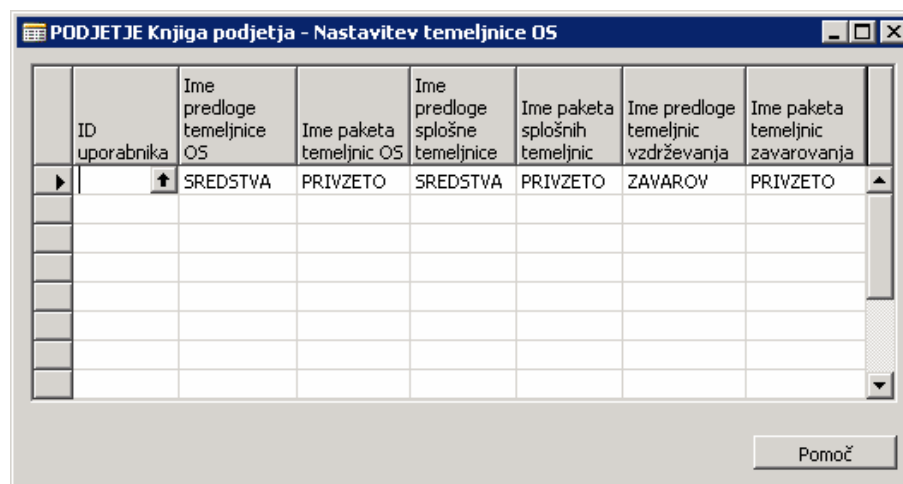 PODJETJE Knjiga podjetja - Nastavitev temeljnice OS
ID
uporabnika
Ime
predloge
temeljnice
OS
Ime paketa
temeljnic OS
Ime
predloge
splošne
temeljnice
Ime paketa
splošnih
temeljnic
Ime predloge
temeljnic
vzdrževanja
Ime paketa
temeljnic
zavarovanja
SREDSTVA PRIVZETO SREDSTVA PRIVZETO ZAVAROV PRIVZETO
Pomoč